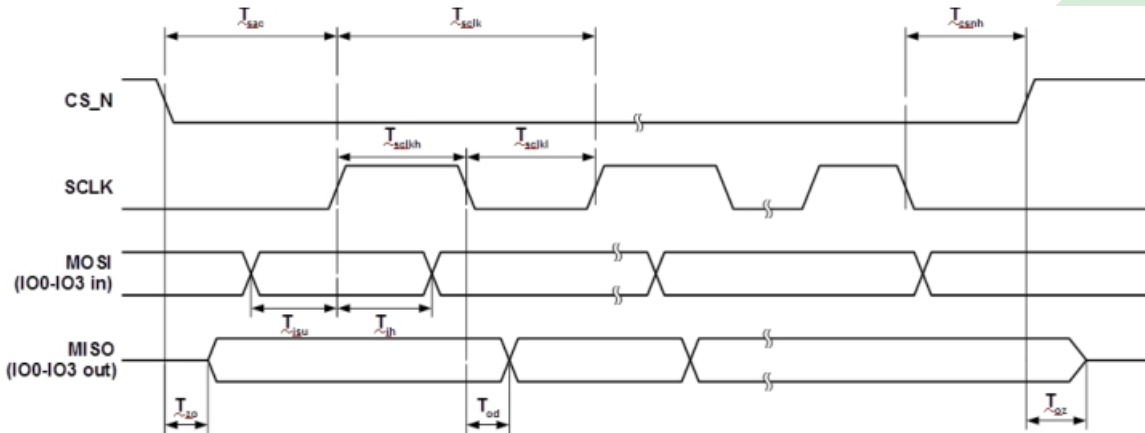 Tsac Tsclk Tcsnh
CS_N
Tsclkh Tsclkl
SCLK
MOSI
(IO0-IO3 in)
Tisu Tih
MISO
(IO0-IO3 out)
Tzo Tod Toz